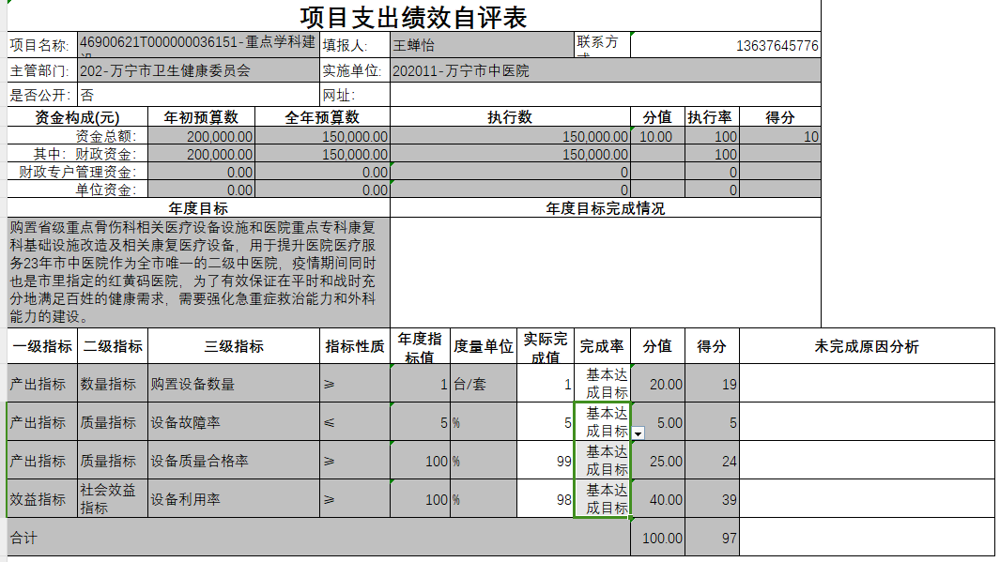 项目支出绩效自评表
项目名称: 46900621T000000036151-重点学科建 填报人: 王蝉怡 联系方 13637645776
主管部门: 202-万宁市卫生健康委员会 实施单位: 202011-万宁市中医院
是否公开: 否 网址:
资金构成(元) 年初预算数 全年预算数 执行数 分值 执行率 得分
资金总额: 200,000.00 150,000.00 150,000.00 10.00 100 10
其中: 财政资金: 200,000.00 150,000.00 150,000.00 100
财政专户管理资金: 0.00 0.00 0 0
单位资金: 0.00 0.00 0 0
年度目标 年度目标完成情况
购置省级重点骨伤科相关医疗设备设施和医院重点专科康复
科基础设施改造及相关康复医疗设备，用于提升医院医疗服
务23年市中医院作为全市唯一的二级中医院，疫情期间同时
也是市里指定的红黄码医院，为了有效保证在平时和战时充
分地满足百姓的健康需求，需要强化急重症救治能力和外科
能力的建设。
一级指标 二级指标 三级指标 指标性质 年度指标值 度量单位 实际完成值 完成率 分值 得分 未完成原因分析
产出指标 数量指标 购置设备数量 ≥ 1 台/套 1 基本达成目标 20.00 19
产出指标 质量指标 设备故障率 ≤ 5 % 5 基本达成目标 5.00 5
产出指标 质量指标 设备质量合格率 ≥ 100 % 99 基本达成目标 25.00 24
效益指标 社会效益指标 设备利用率 ≥ 100 % 98 基本达成目标 40.00 39
合计 100.00 97